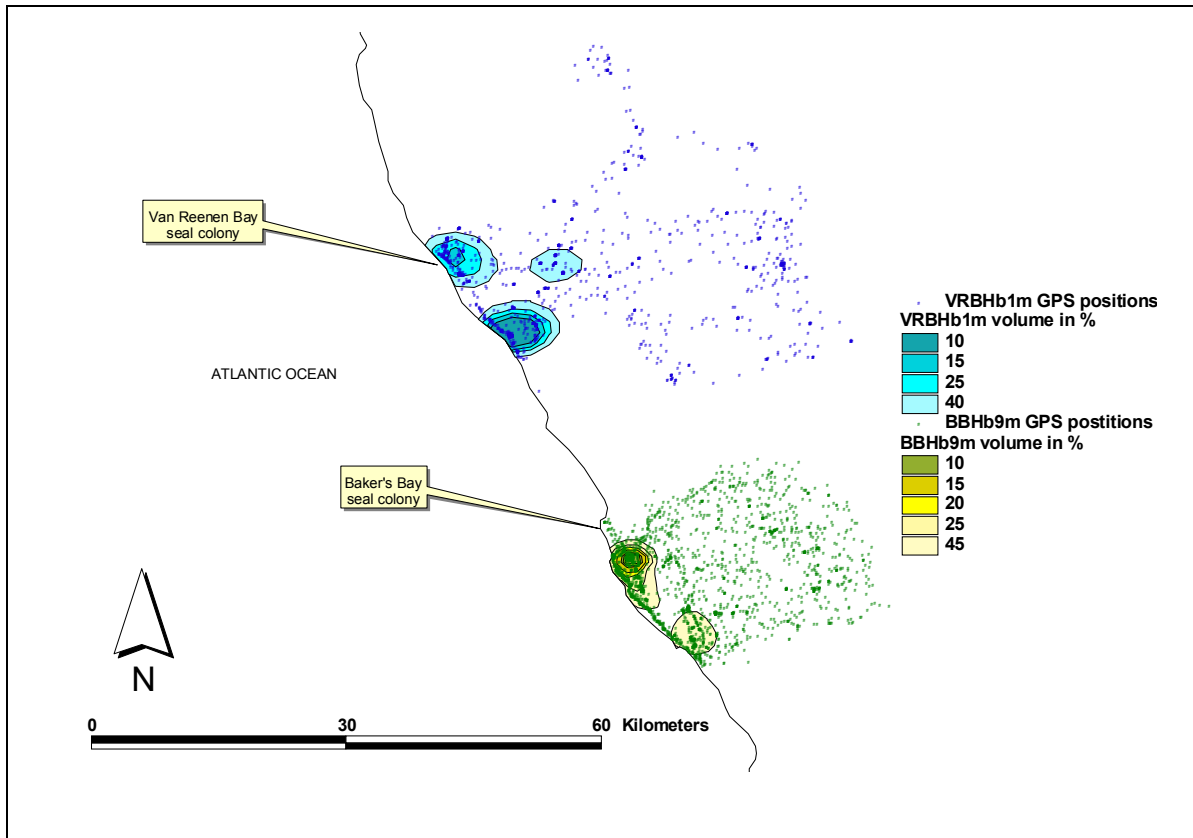 Van Reenen Bay
seal colony
VRBHb1m GPS positions
VRBHb1m volume in %
10
15
25
40
ATLANTIC OCEAN
BBHb9m GPS postitions
BBHb9m volume in %
10
15
20
25
45
Baker's Bay
seal colony
N
0 30 60 Kilometers